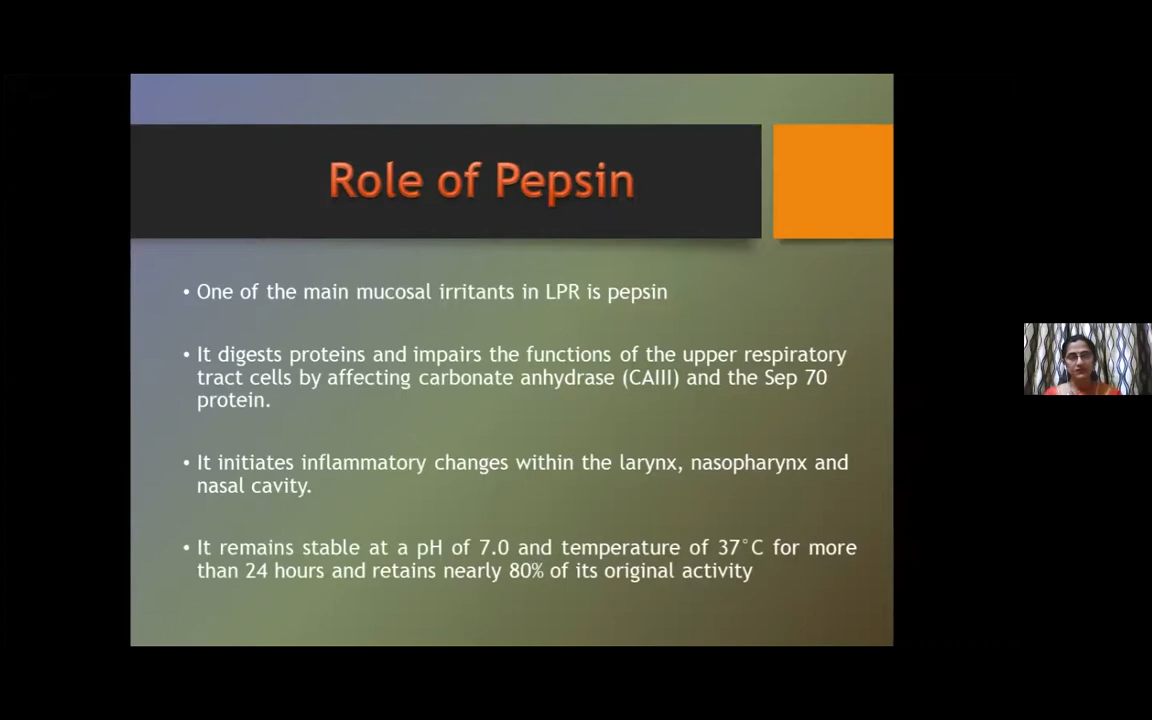 Role of Pepsin
• One of the main mucosal irritants in LPR is pepsin
• It digests proteins and impairs the functions of the upper respiratory
tract cells by affecting carbonate anhydrase (CAIII) and the Sep 70
protein.
• It initiates inflammatory changes within the larynx, nasopharynx and
nasal cavity.
• It remains stable at a pH of 7.0 and temperature of 37°C for more
than 24 hours and retains nearly 80% of its original activity